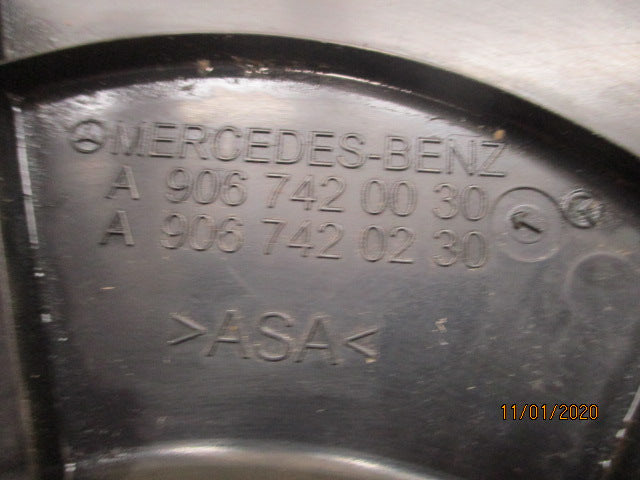 MERCEDES-BENZ
A 906 742 00 30
A 906 742 02 30
>ASA<
11/01/2020